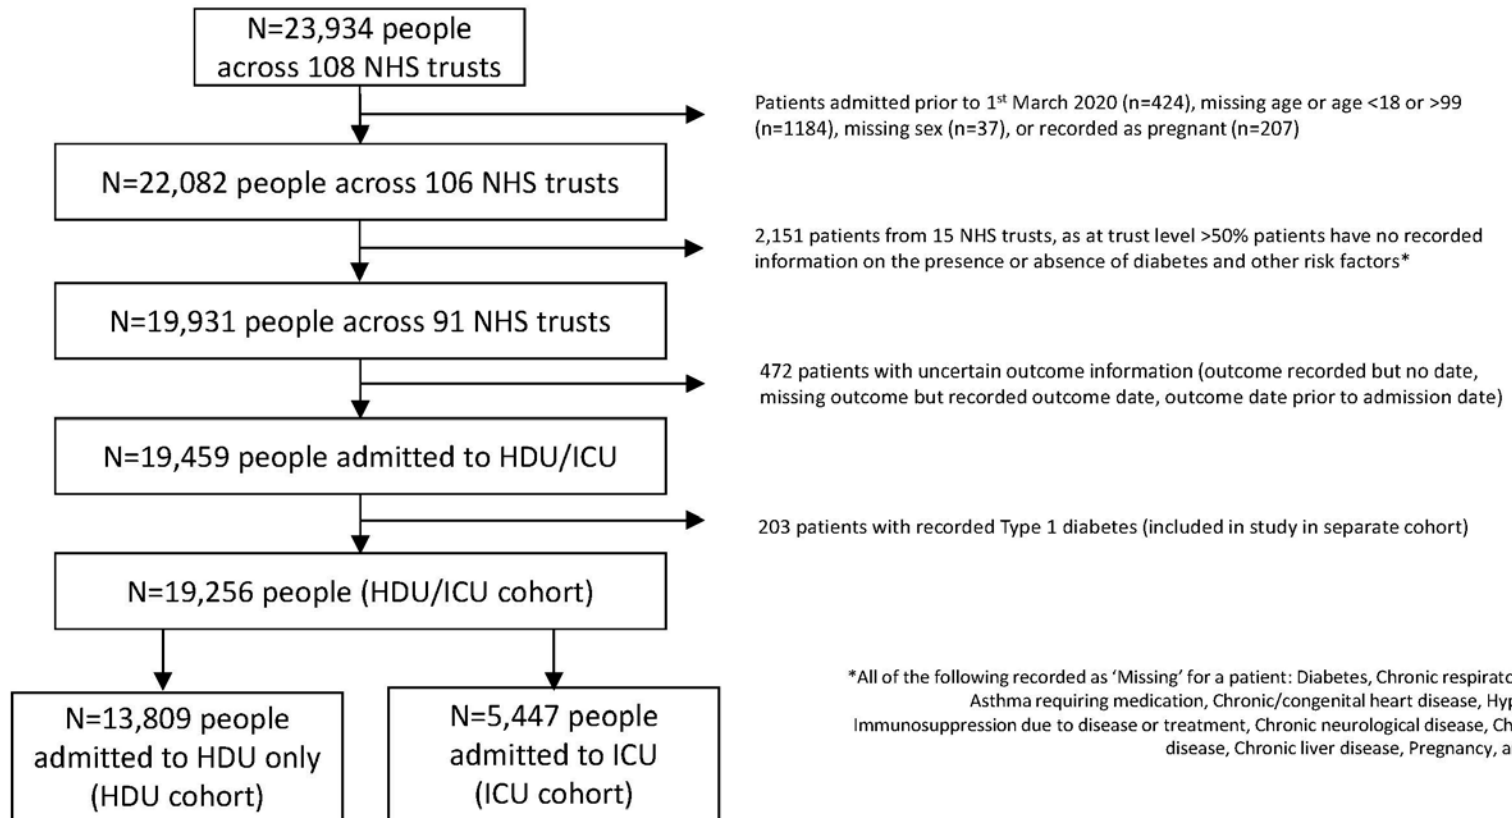 N=23,934 people
across 108 NHS trusts
Patients admitted prior to 1st March 2020 (n=424), missing age or age <18 or >99
(n=1184), missing sex (n=37), or recorded as pregnant (n=207)
N=22,082 people across 106 NHS trusts
2,151 patients from 15 NHS trusts, as at trust level >50% patients have no recorded
information on the presence or absence of diabetes and other risk factors*
N=19,931 people across 91 NHS trusts
472 patients with uncertain outcome information (outcome recorded but no date,
missing outcome but recorded outcome date, outcome date prior to admission date)
N=19,459 people admitted to HDU/ICU
203 patients with recorded Type 1 diabetes (included in study in separate cohort)
N=19,256 people (HDU/ICU cohort)
N=13,809 people
admitted to HDU only
(HDU cohort)
N=5,447 people
admitted to ICU
(ICU cohort)
*All of the following recorded as ‘Missing’ for a patient: Diabetes, Chronic
Asthma requiring medication, Chronic/congenital heart disease,
Immunosuppression due to disease or treatment, Chronic neurological disease,
disease, Chronic liver disease, Pregnancy,